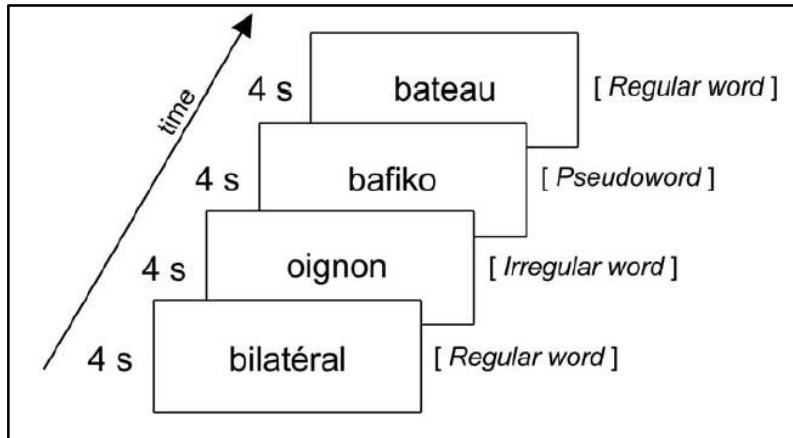 4 s bateau [ Regular word ]
time
4 s bafiko [ Pseudoword ]
4 s oignon [ Irregular word ]
4 s bilatéral [ Regular word ]